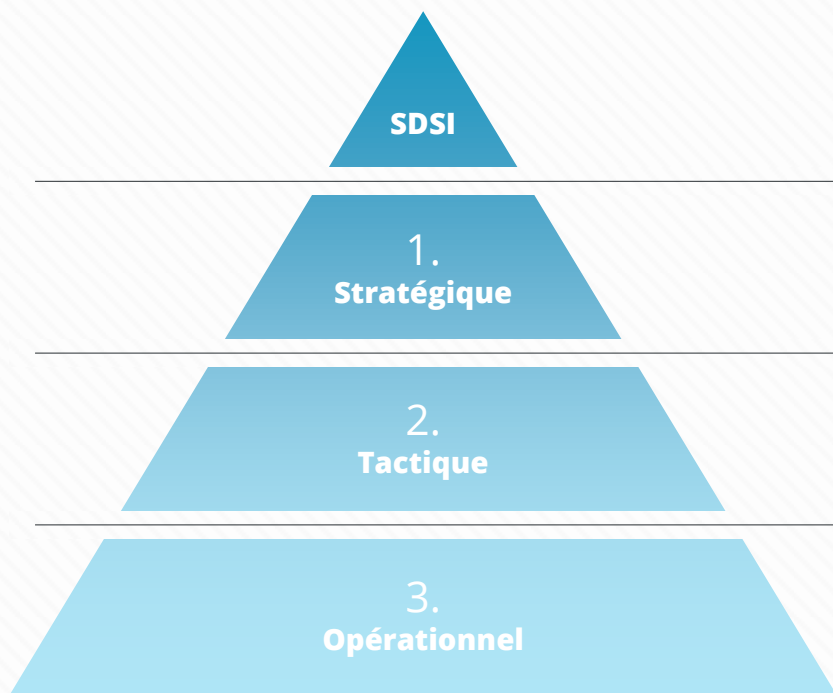 SDSI
1.
Stratégique
2.
Tactique
3.
Opérationnel